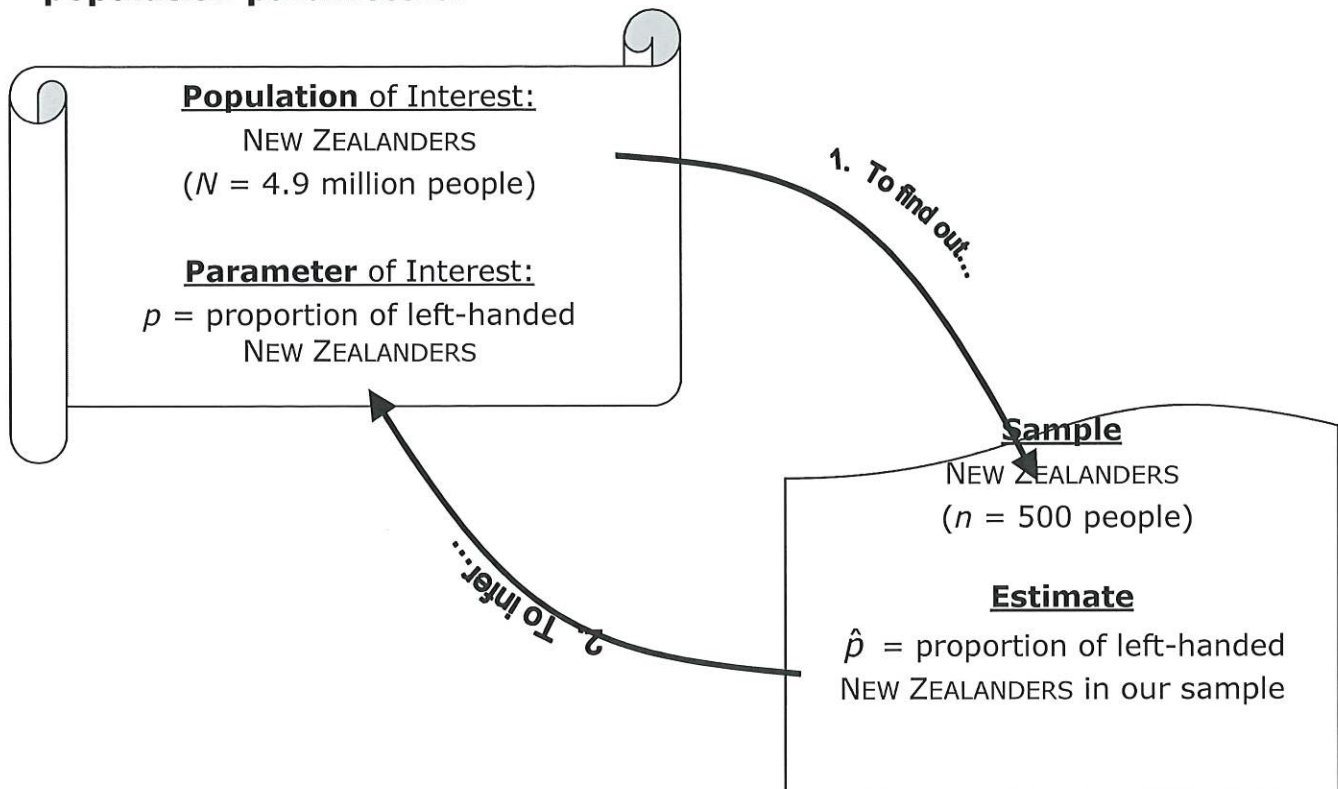 Population of Interest:
NEW ZEALANDERS
(N = 4.9 million people)
Parameter of Interest:
p = proportion of left-handed
NEW ZEALANDERS
1. To find out...
Sample
NEW ZEALANDERS
(n = 500 people)
Estimate
p̂ = proportion of left-handed
NEW ZEALANDERS in our sample
2. To infer...